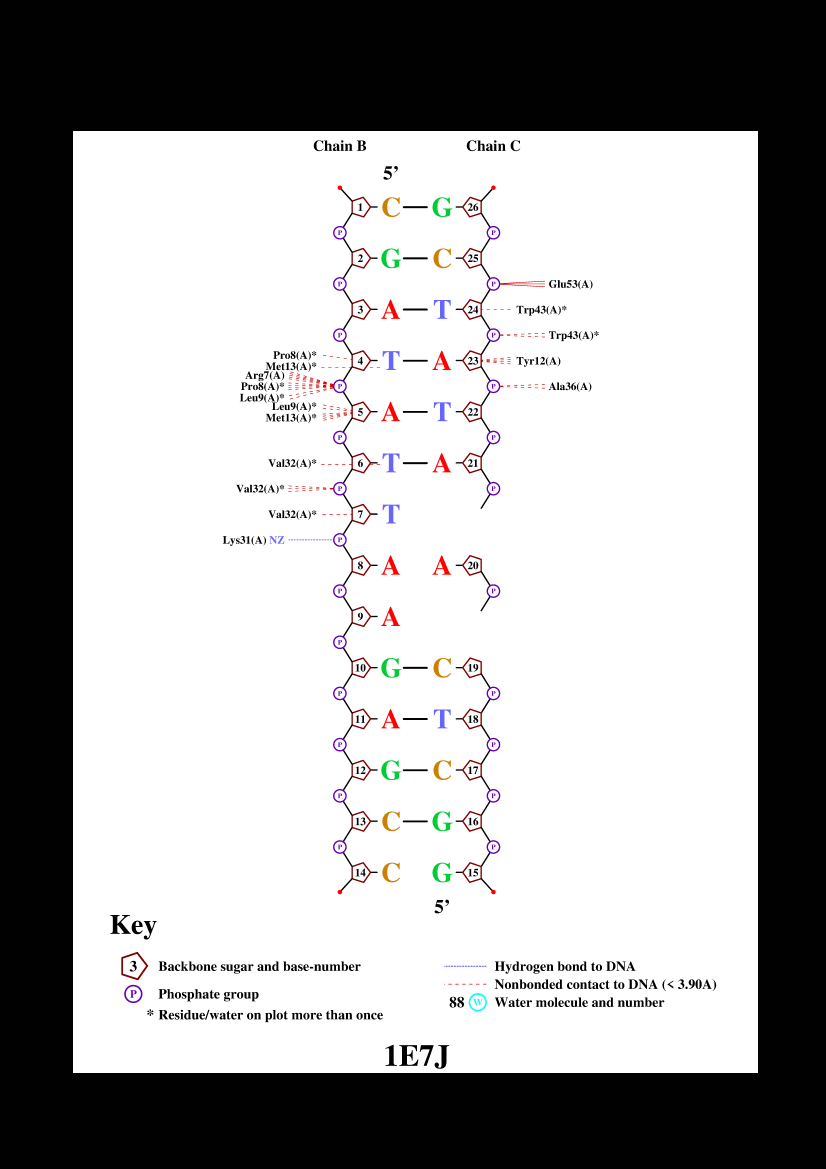 Chain B Chain C
5’
1 C G 26
P P
2 G C 25
P P Glu53(A)
3 A T 24 Trp43(A)*
P P Trp43(A)*
Pro8(A)*
4 T A 23 Tyr12(A)
Met13(A)*
Arg7(A)
Pro8(A)* P P Ala36(A)
Leu9(A)*
Leu9(A)*
5 A T 22
Met13(A)*
P P
Val32(A)* 6 T A 21
Val32(A)* P P
Val32(A)* 7 T
Lys31(A) NZ P
8 A A 20
P P
9 A
P
10 G C 19
P P
11 A T 18
P P
12 G C 17
P P
13 C G 16
P P
14 C G 15
5’
Key
3 Backbone sugar and base-number
P Phosphate group
* Residue/water on plot more than once
Hydrogen bond to DNA
Nonbonded contact to DNA (< 3.90A)
88 W Water molecule and number
1E7J